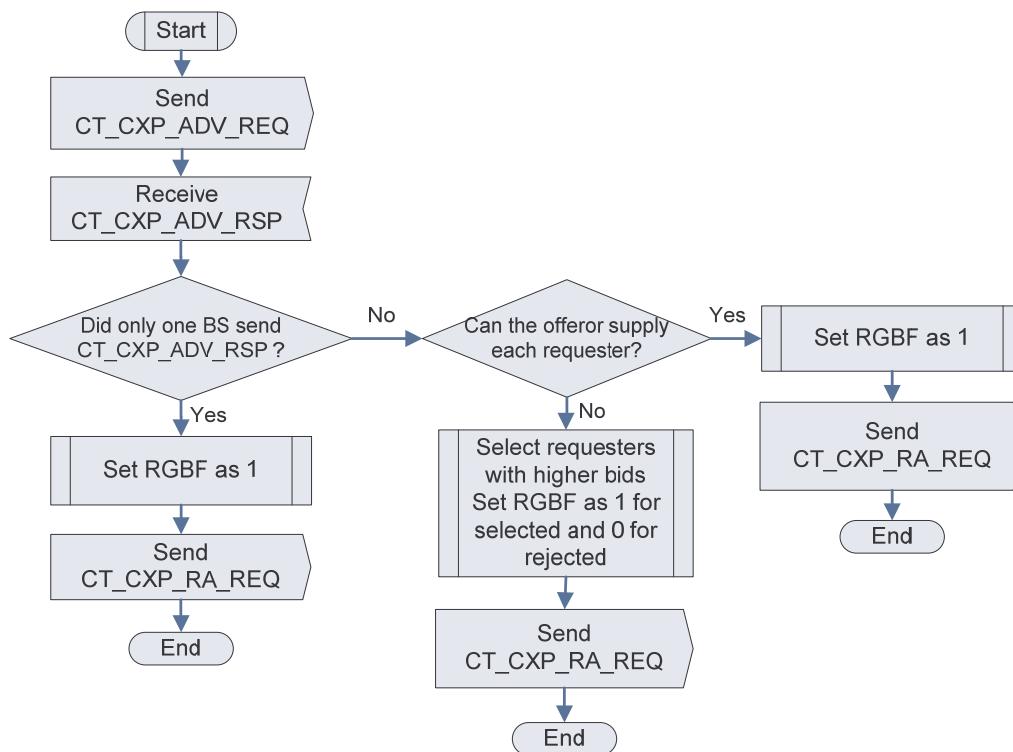 Start
Send
CT_CXP_ADV_REQ
Receive
CT_CXP_ADV_RSP
Did only one BS send
CT_CXP_ADV_RSP ?
No
Can the offeror supply
each requester?
Yes
Set RGBF as 1
Send
CT_CXP_RA_REQ
End
Yes
Set RGBF as 1
Send
CT_CXP_RA_REQ
End
No
Select requesters
with higher bids
Set RGBF as 1 for
selected and 0 for
rejected
Send
CT_CXP_RA_REQ
End